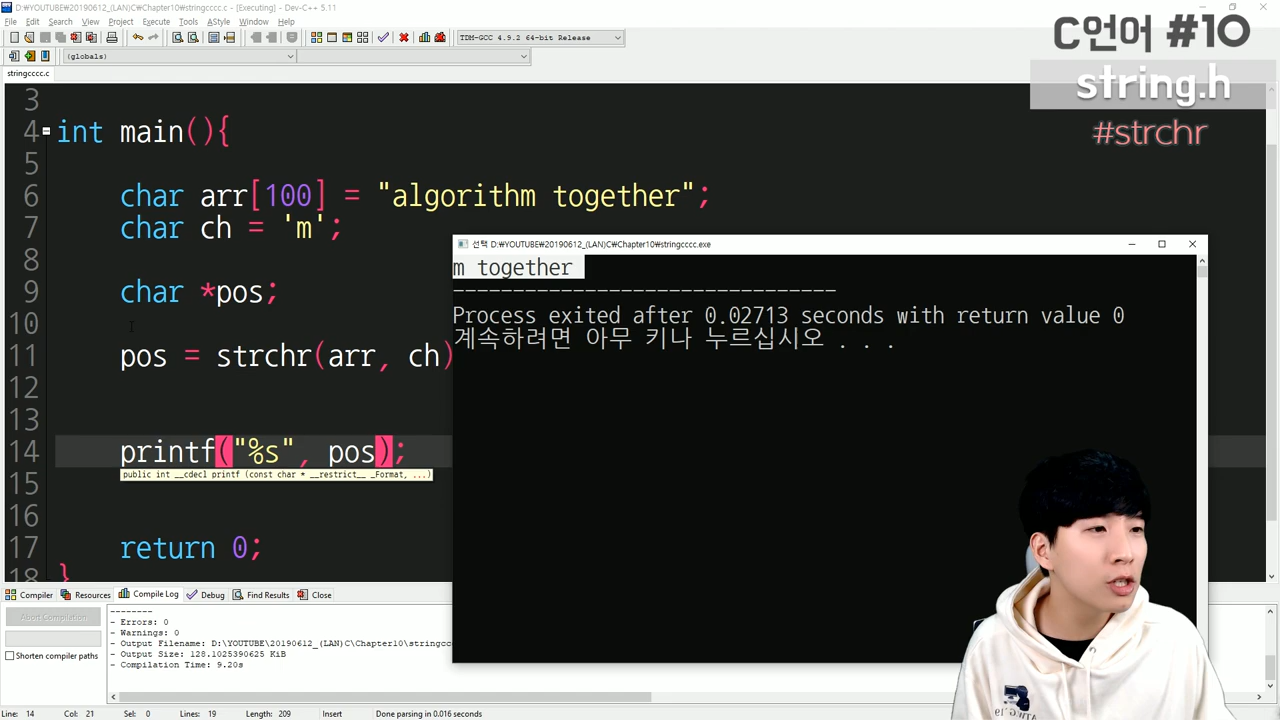 D:\YOUTUBE\20190612_(LAN)C\Chapter10\stringcccc.c - [Executing] - Dev-C++ 5.11
File Edit Search View Project Execute Tools AStyle Window Help
TDM-GCC 4.9.2 64-bit Release
(globals)
stringcccc.c
C언어 #10
string.h
#strchr
3
4 int main(){
5
6 char arr[100] = "algorithm together";
7 char ch = 'm';
8
9 char *pos;
10
11 pos = strchr(arr, ch)
12
13
14 printf("%s", pos);
public int __cdecl printf (const char * __restrict__ _Format, ...)
15
16
17 return 0;
18 }
선택 D:\YOUTUBE\20190612_(LAN)C\Chapter10\stringcccc.exe
m together
--------------------------------
Process exited after 0.02713 seconds with return value 0
계속하려면 아무 키나 누르십시오 . . .
Compiler Resources Compile Log Debug Find Results Close
Abort Compilation
Shorten compiler paths
--------
- Errors: 0
- Warnings: 0
- Output Filename: D:\YOUTUBE\20190612_(LAN)C\Chapter10\stringcc
- Output Size: 128.1025390625 KiB
- Compilation Time: 9.20s
Line: 14 Col: 21 Sel: 0 Lines: 19 Length: 209 Insert Done parsing in 0.016 seconds